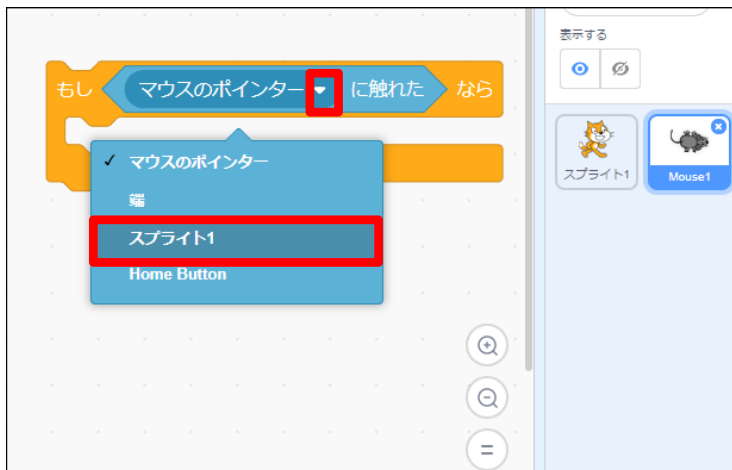 表示する
もし マウスのポインター に触れた なら
✓ マウスのポインター
端
スプライト1
Home Button
スプライト1
Mouse1